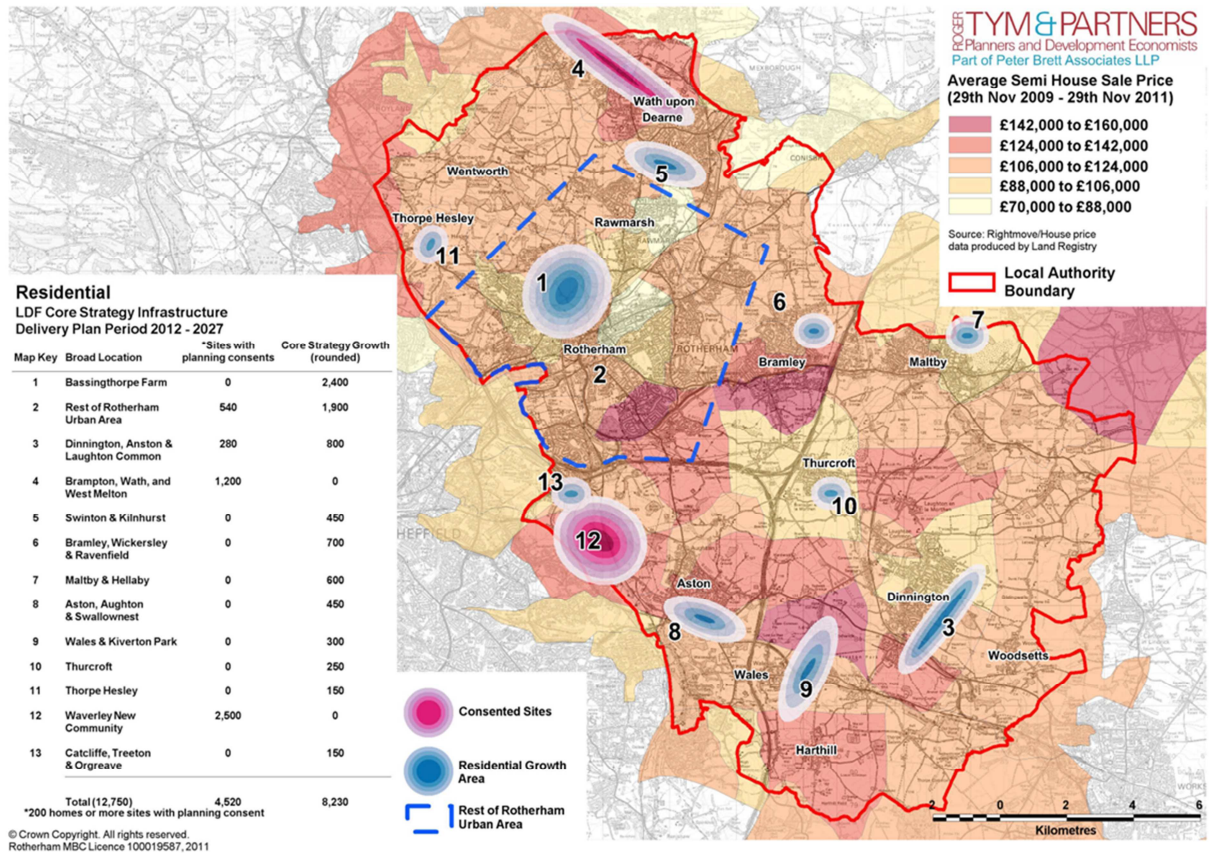 ROGER
TYM & PARTNERS
Planners and Development Economists
Part of Peter Brett Associates LLP
Average Semi House Sale Price
(29th Nov 2009 - 29th Nov 2011)
£142,000 to £160,000
£124,000 to £142,000
£106,000 to £124,000
£88,000 to £106,000
£70,000 to £88,000
Source: Rightmove/House price
data produced by Land Registry
Local Authority
Boundary
4
Wath upon
Dearne
MEXBOROUGH
5
Wentworth
Thorpe Hesley
11
Rawmarsh
RAWMARSH
1
6
7
Rotherham
ROTHERHAM
Bramley
Maltby
2
Thurcroft
10
13
12
Aston
8
Dinnington
3
Wales
9
Woodsetts
Harthill
Residential
LDF Core Strategy Infrastructure
Delivery Plan Period 2012 - 2027
Map Key Broad Location *Sites with planning consents Core Strategy Growth (rounded)
1 Bassingthorpe Farm 0 2,400
2 Rest of Rotherham 540 1,900
Urban Area
3 Dinnington, Anston & 280 800
Laughton Common
4 Brampton, Wath, and 1,200 0
West Melton
5 Swinton & Kilnhurst 0 450
6 Bramley, Wickersley 0 700
& Ravenfield
7 Maltby & Hellaby 0 600
8 Aston, Aughton 0 450
& Swallownest
9 Wales & Kiverton Park 0 300
10 Thurcroft 0 250
11 Thorpe Hesley 0 150
12 Waverley New 2,500 0
Community
13 Catcliffe, Treeton 0 150
& Orgreave
Total (12,750) 4,520 8,230
*200 homes or more sites with planning consent
Consented Sites
Residential Growth
Area
Rest of Rotherham
Urban Area
2 0 2 4 6
Kilometres
© Crown Copyright. All rights reserved.
Rotherham MBC Licence 100019587, 2011